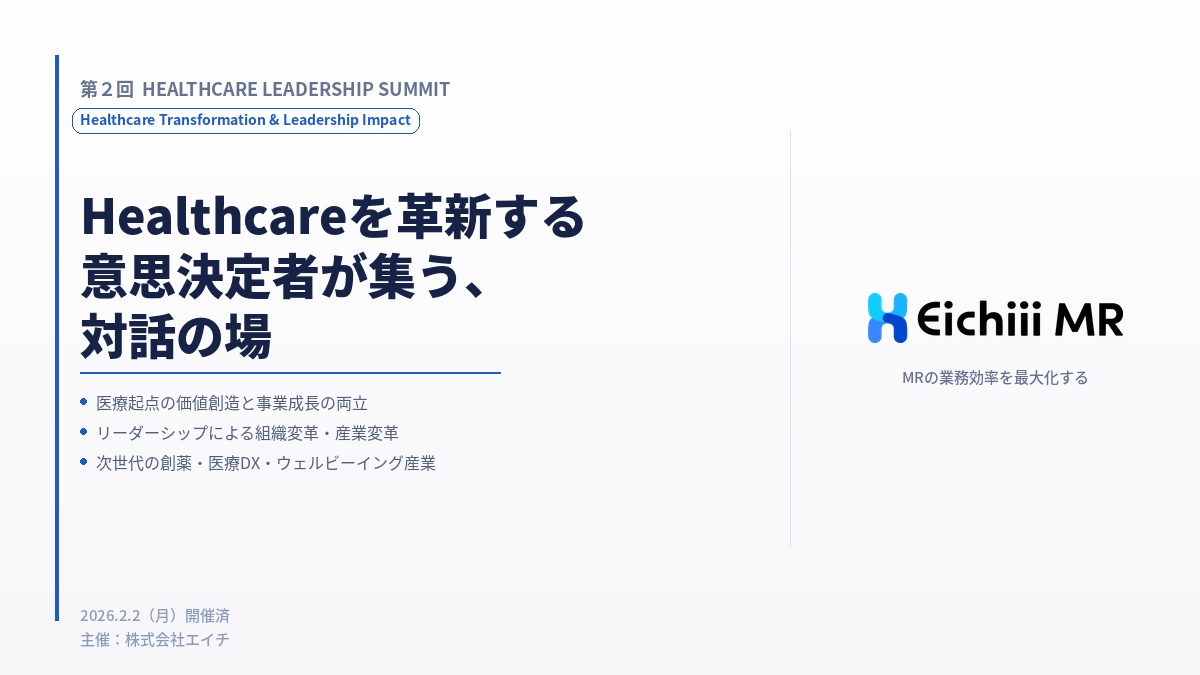 第２回 HEALTHCARE LEADERSHIP SUMMIT
Healthcare Transformation & Leadership Impact
Healthcareを革新する
意思決定者が集う、
対話の場
医療起点の価値創造と事業成長の両立
リーダーシップによる組織変革・産業変革
次世代の創薬・医療DX・ウェルビーイング産業
2026.2.2（月）開催済
主催：株式会社エイチ
Eichiii MR
MRの業務効率を最大化する